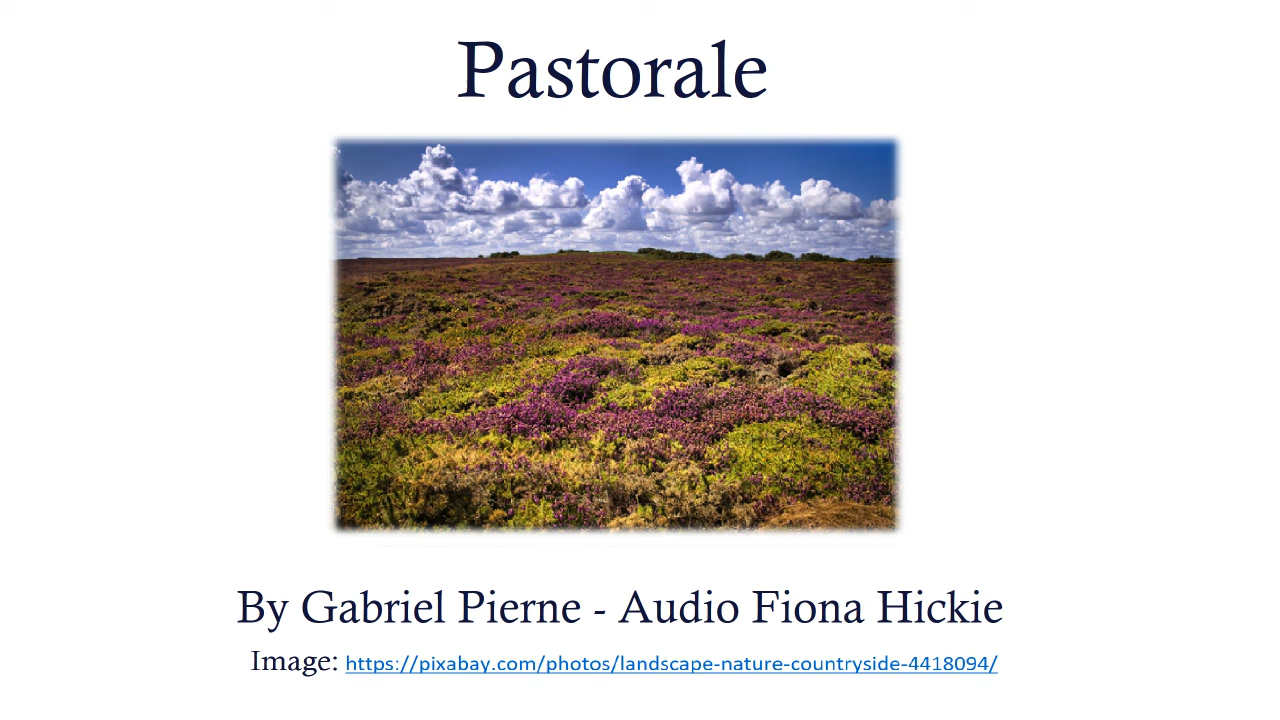 Pastorale
By Gabriel Pierne - Audio Fiona Hickie
Image: https://pixabay.com/photos/landscape-nature-countryside-4418094/